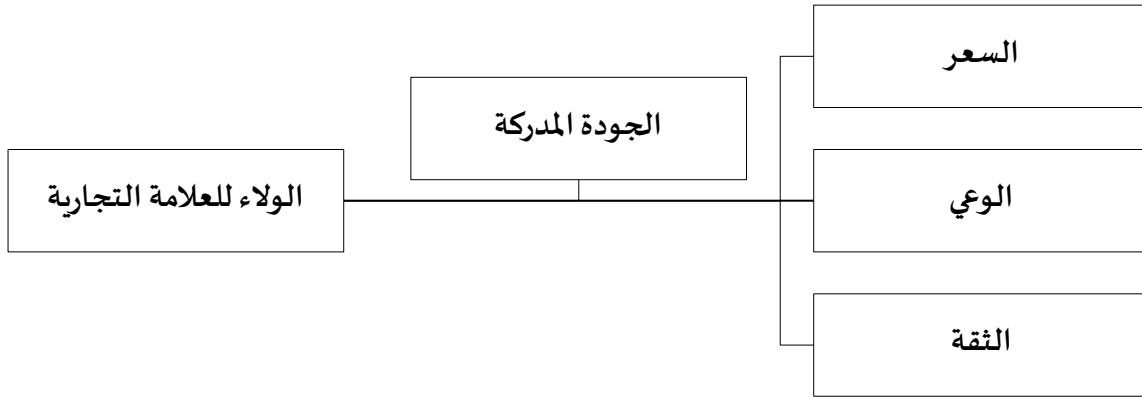 السعر
الجودة المدركة
الوعي
الولاء للعلامة التجارية
الثقة